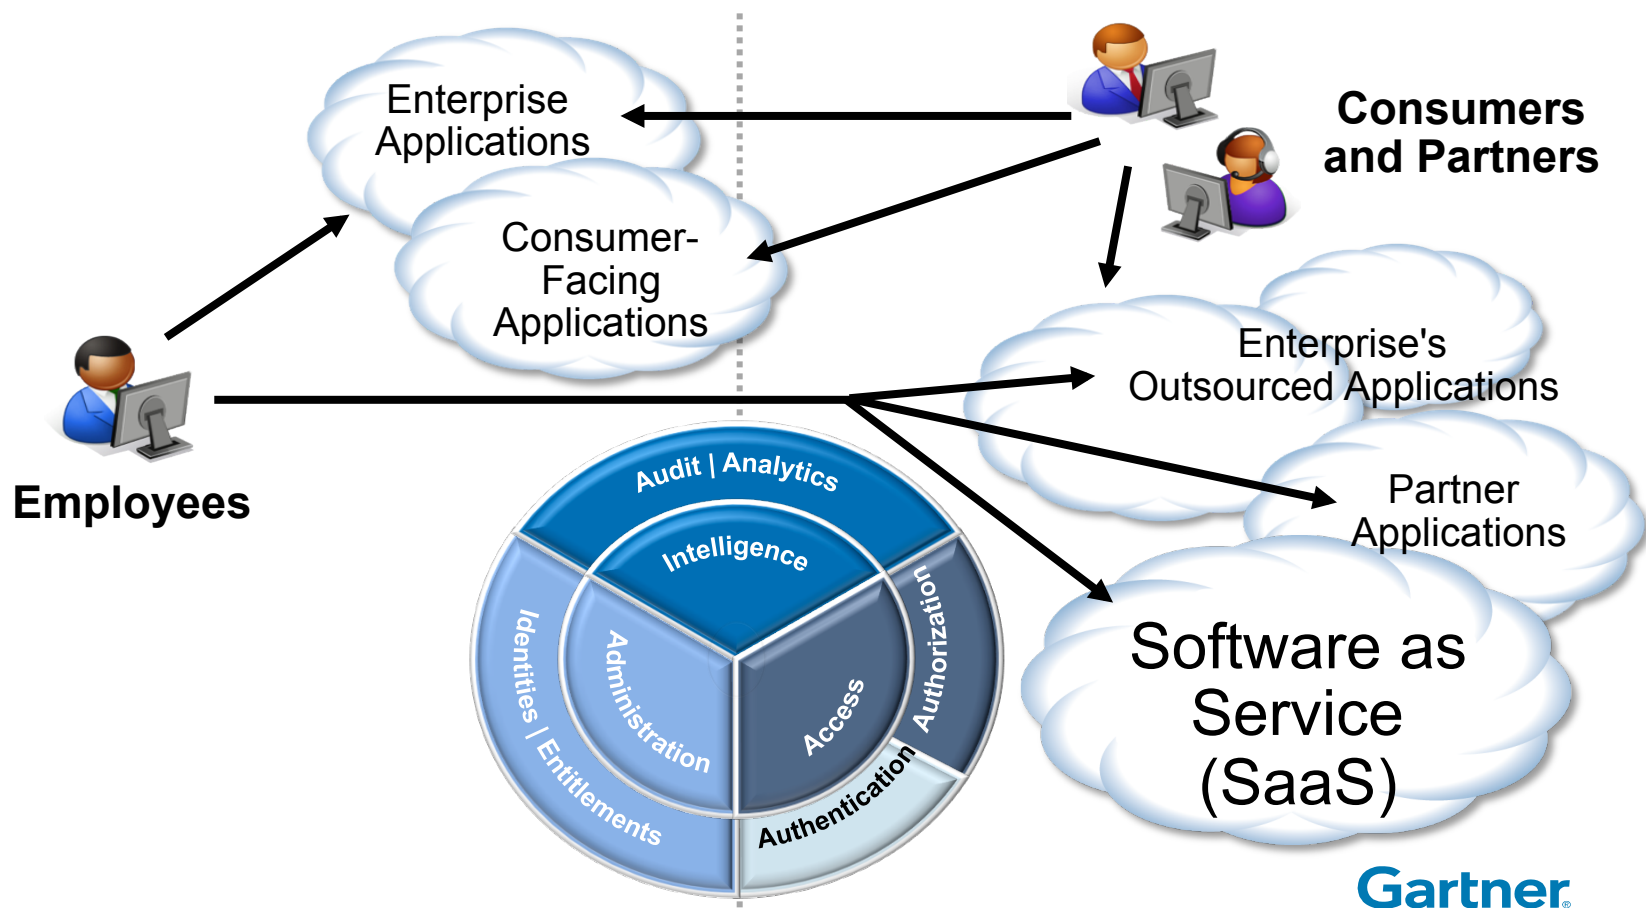 Enterprise
Applications
Consumer-
Facing
Applications
Consumers
and Partners
Enterprise's
Outsourced Applications
Partner
Applications
Software as
Service
(SaaS)
Employees
Audit | Analytics
Intelligence
Identities | Entitlements
Administration
Access
Authorization
Authentication
Gartner®